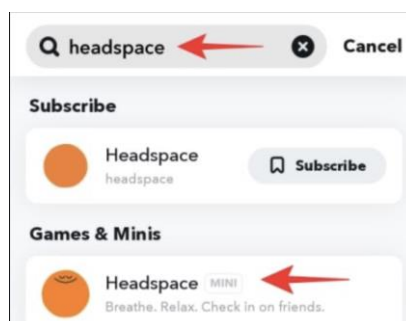 headspace Cancel
Subscribe
Headspace
headspace
Subscribe
Games & Minis
Headspace MINI
Breathe. Relax. Check in on friends.